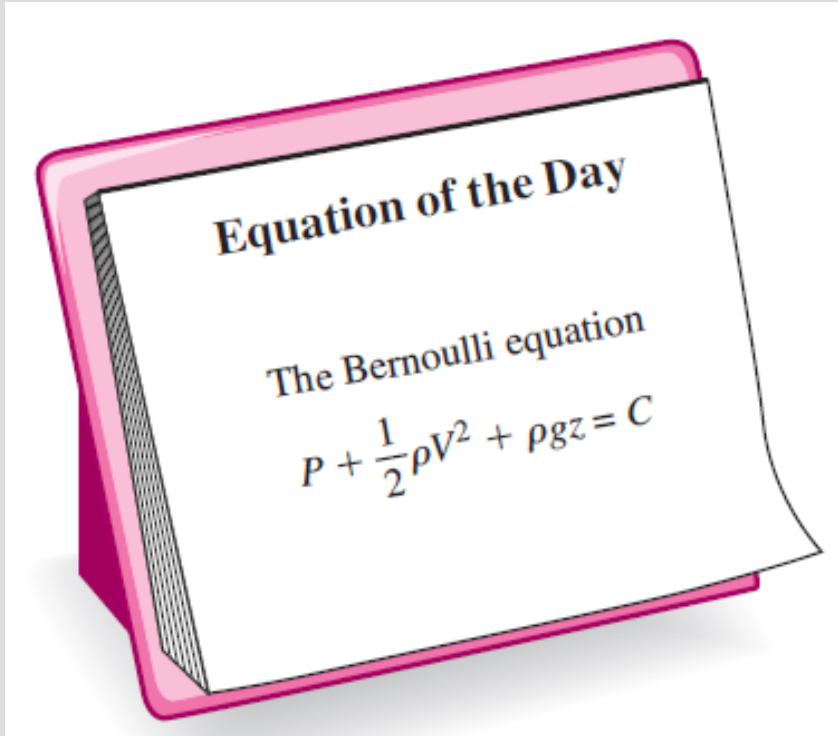 Equation of the Day
The Bernoulli equation
P + 1/2 ρV² + ρgz = C